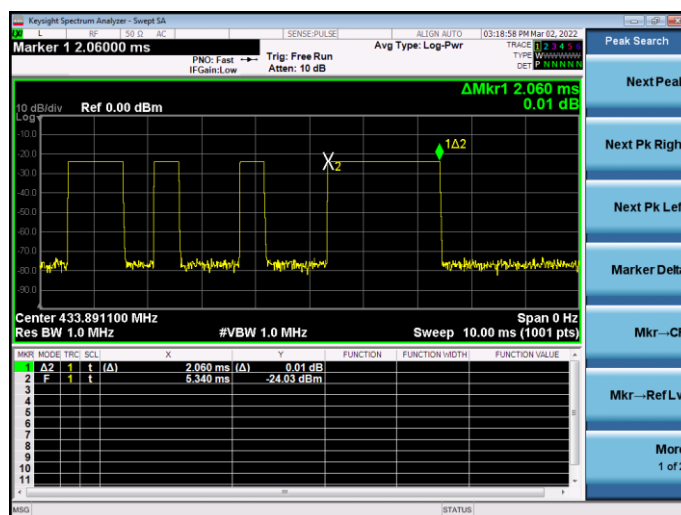 Keysight Spectrum Analyzer - Swept SA
L RF 50 Ω AC SENSE:PULSE ALIGN AUTO 03:18:58 PM Mar 02, 2022
Marker 1 2.06000 ms
PNO: Fast
IFGain:Low
Trig: Free Run
Atten: 10 dB
Avg Type: Log-Pwr
TRACE 1 2 3 4 5 6
TYPE WWWWWW
DET P N N N N N
Peak Search
Next Peak
Next Pk Righ
Next Pk Lef
Marker Delta
Mkr→CF
Mkr→Ref Lv
More
1 of 2
ΔMkr1 2.060 ms
0.01 dB
10 dB/div Ref 0.00 dBm
Log
-10.0
-20.0
-30.0
-40.0
-50.0
-60.0
-70.0
-80.0
-90.0
1Δ2
X2
Center 433.891100 MHz Span 0 Hz
Res BW 1.0 MHz #VBW 1.0 MHz Sweep 10.00 ms (1001 pts)
MKR MODE TRC SCL X Y FUNCTION FUNCTION WIDTH FUNCTION VALUE
1 Δ2 1 t (Δ) 2.060 ms (Δ) 0.01 dB
2 F 1 t 5.340 ms -24.03 dBm
3
4
5
6
7
8
9
10
11
MSG STATUS